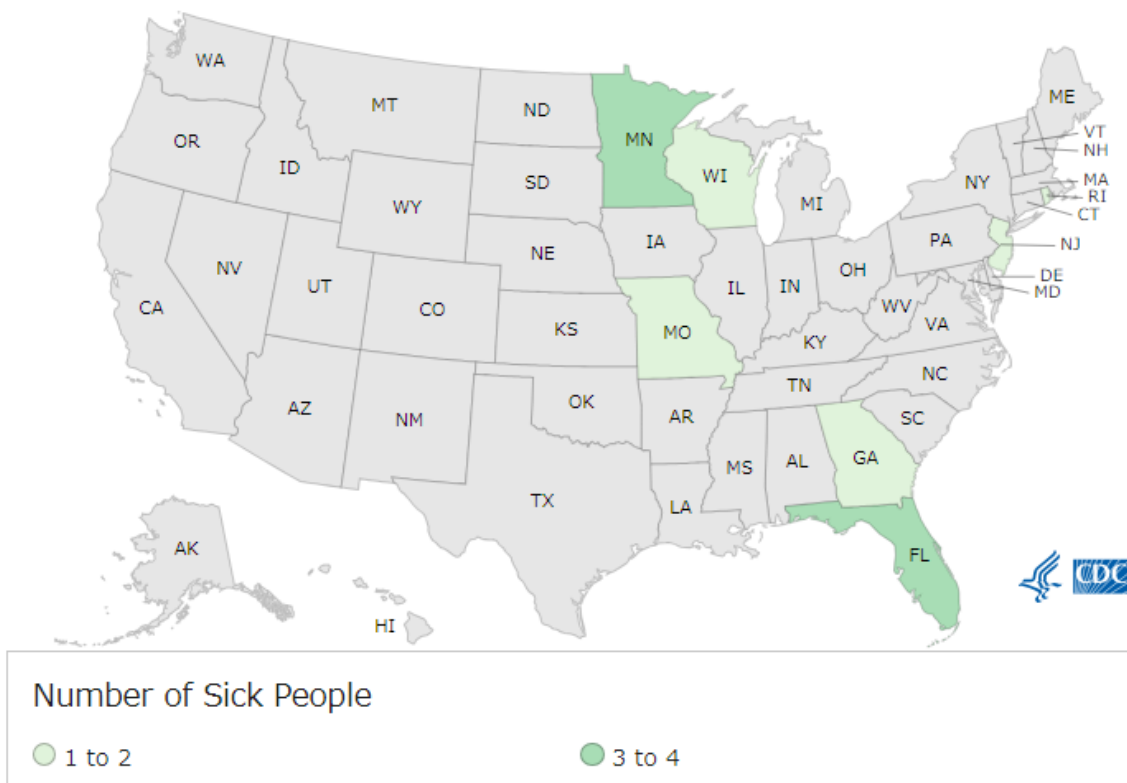 WA
MT
ND
MN
ME
OR
ID
SD
WI
VT
NH
WY
MI
NY
MA
RI
CT
IA
NE
PA
NJ
NV
UT
CO
IL
IN
OH
DE
MD
CA
KS
MO
WV
VA
KY
AZ
NM
OK
AR
TN
NC
SC
MS
AL
GA
TX
LA
AK
FL
CDC
HI
Number of Sick People
1 to 2
3 to 4